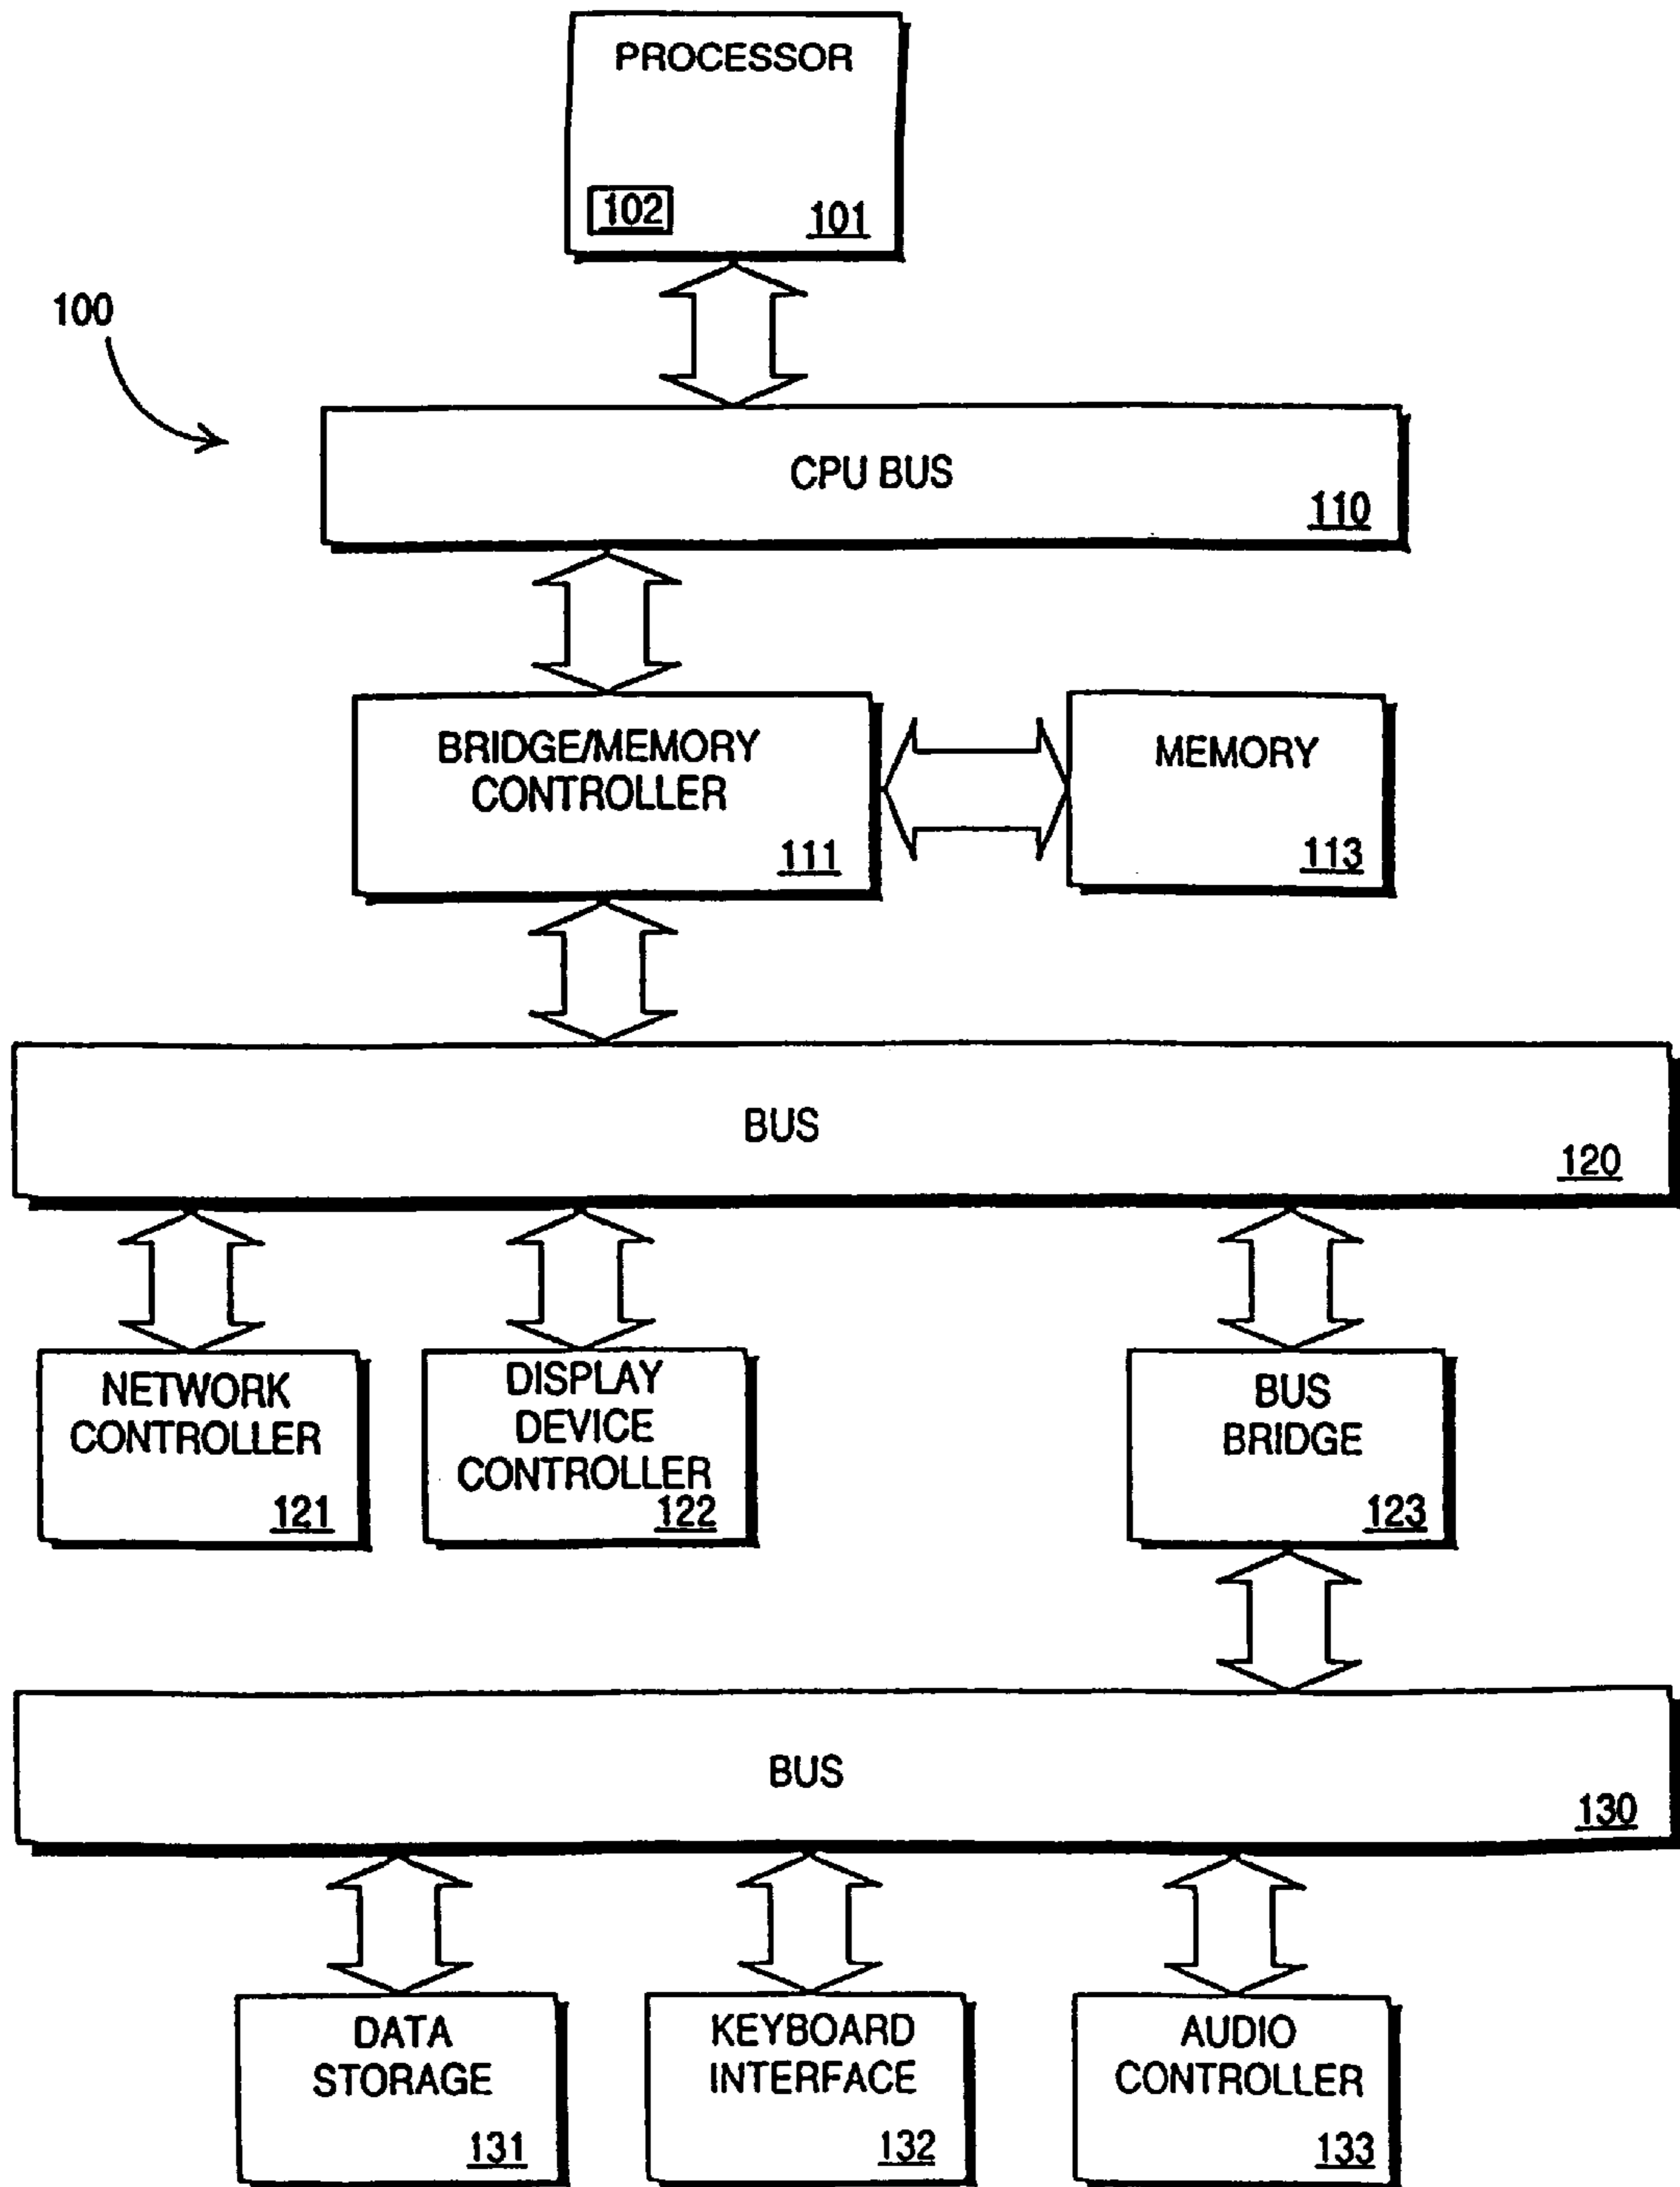 PROCESSOR
102
101
100
CPU BUS
110
BRIDGE/MEMORY
CONTROLLER
111
MEMORY
113
BUS
120
NETWORK
CONTROLLER
121
DISPLAY
DEVICE
CONTROLLER
122
BUS
BRIDGE
123
BUS
130
DATA
STORAGE
131
KEYBOARD
INTERFACE
132
AUDIO
CONTROLLER
133